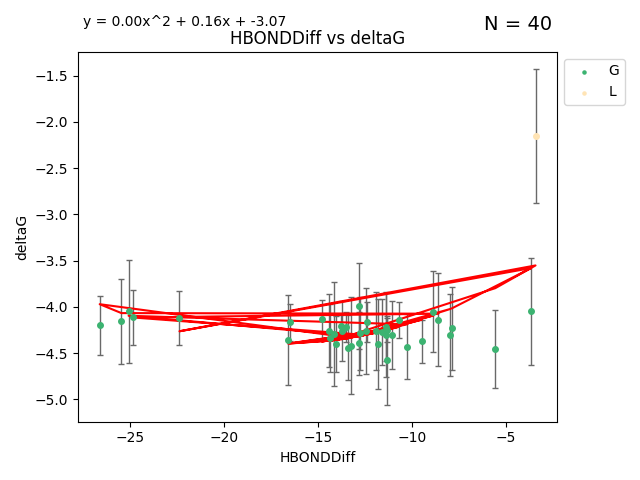 y = 0.00x^2 + 0.16x + -3.07
N = 40
HBONDDiff vs deltaG
G
L
−1.5
−2.0
−2.5
−3.0
−3.5
−4.0
−4.5
−5.0
deltaG
−25
−20
−15
−10
−5
HBONDDiff